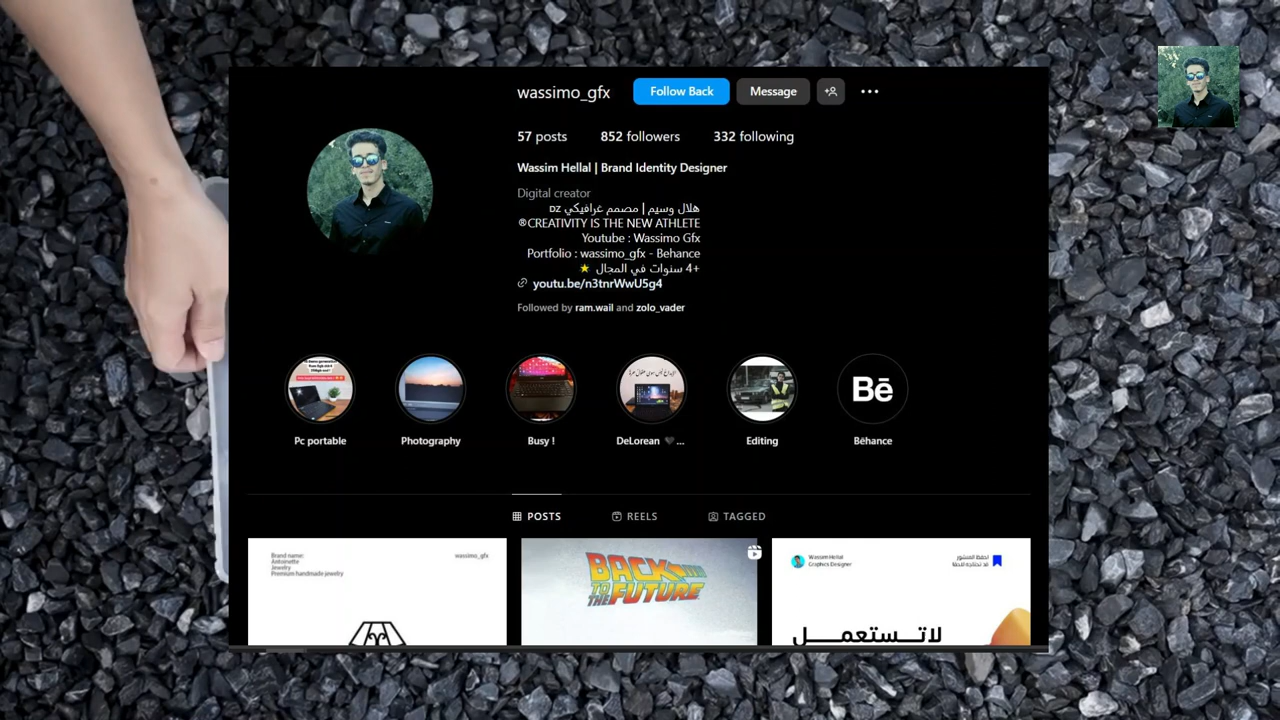 wassimo_gfx
Follow Back
Message
57 posts
852 followers
332 following
Wassim Hellal | Brand Identity Designer
Digital creator
هلال وسيم | مصمم غرافيكي DZ
CREATIVITY IS THE NEW ATHLETE®
Youtube : Wassimo Gfx
Portfolio : wassimo_gfx - Behance
+4 سنوات في المجال
youtu.be/n3tnrWwU5g4
Followed by ram.wail and zolo_vader
Pc portable
Photography
Busy !
DeLorean 🖤 ...
Bē
Editing
Bēhance
POSTS
REELS
TAGGED
Brand name:
Antoinette
Jewelry
Premium handmade jewelry
wassimo_gfx
BACK
TO THE FUTURE
Wassim Hellal
Graphics Designer
احفظ المنشور
لاتستعمل